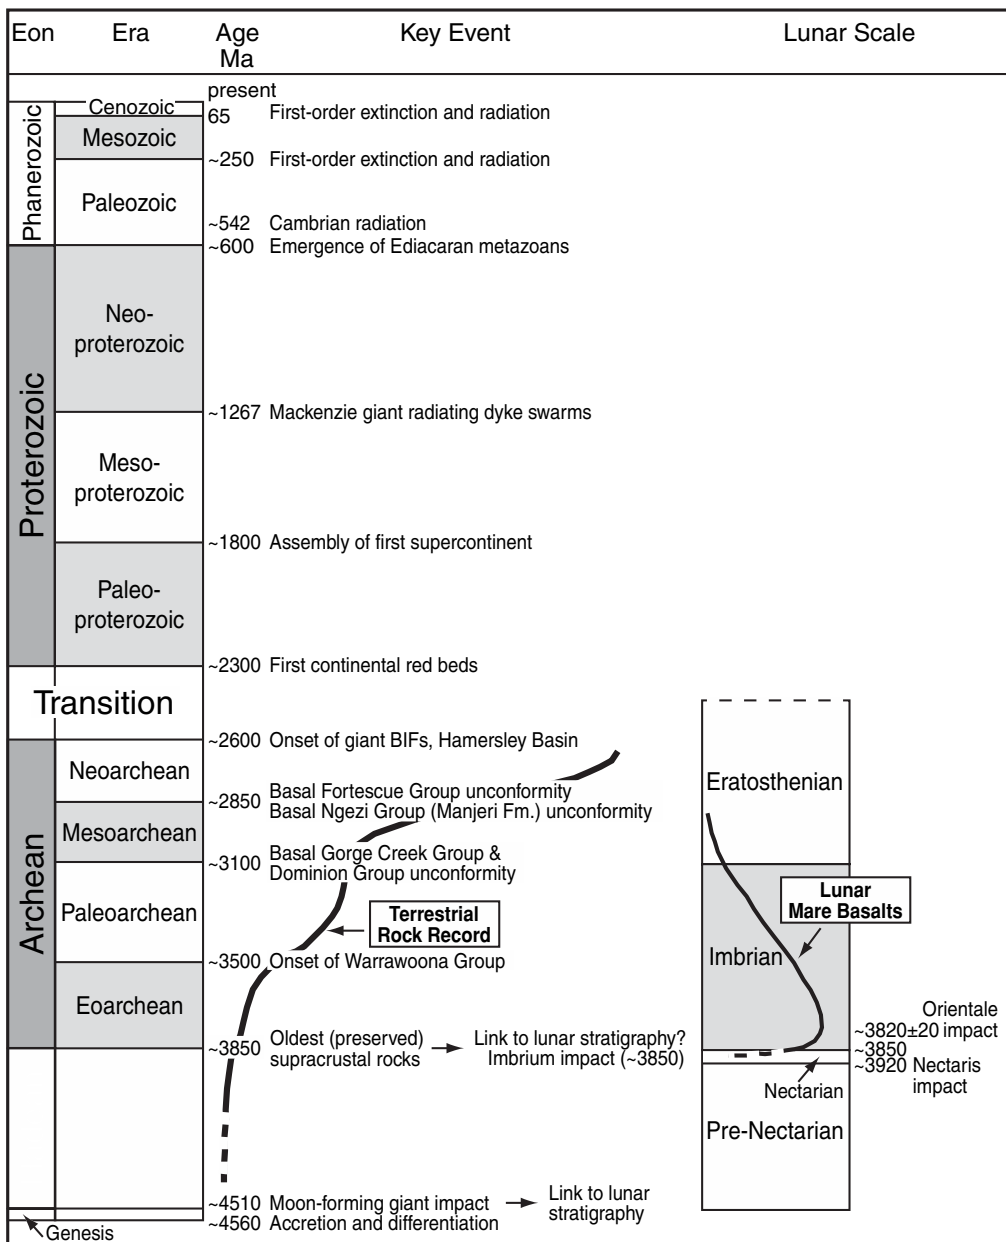 Eon Era Age Ma Key Event Lunar Scale
present
Phanerozoic
Cenozoic
65 First-order extinction and radiation
Mesozoic
~250 First-order extinction and radiation
Paleozoic
~542 Cambrian radiation
~600 Emergence of Ediacaran metazoans
Proterozoic
Neo-
proterozoic
~1267 Mackenzie giant radiating dyke swarms
Meso-
proterozoic
~1800 Assembly of first supercontinent
Paleo-
proterozoic
~2300 First continental red beds
Transition
~2600 Onset of giant BIFs, Hamersley Basin
Archean
Neoarchean
~2850 Basal Fortescue Group unconformity
Basal Ngezi Group (Manjeri Fm.) unconformity
Mesoarchean
~3100 Basal Gorge Creek Group &
Dominion Group unconformity
Paleoarchean
Terrestrial
Rock Record
~3500 Onset of Warrawoona Group
Eoarchean
~3850 Oldest (preserved)
supracrustal rocks
Link to lunar stratigraphy?
Imbrium impact (~3850)
~4510 Moon-forming giant impact
Link to lunar
stratigraphy
~4560 Accretion and differentiation
Genesis
Eratosthenian
Lunar
Mare Basalts
Imbrian
Orientale
~3820±20 impact
~3850
~3920 Nectaris
impact
Nectarian
Pre-Nectarian